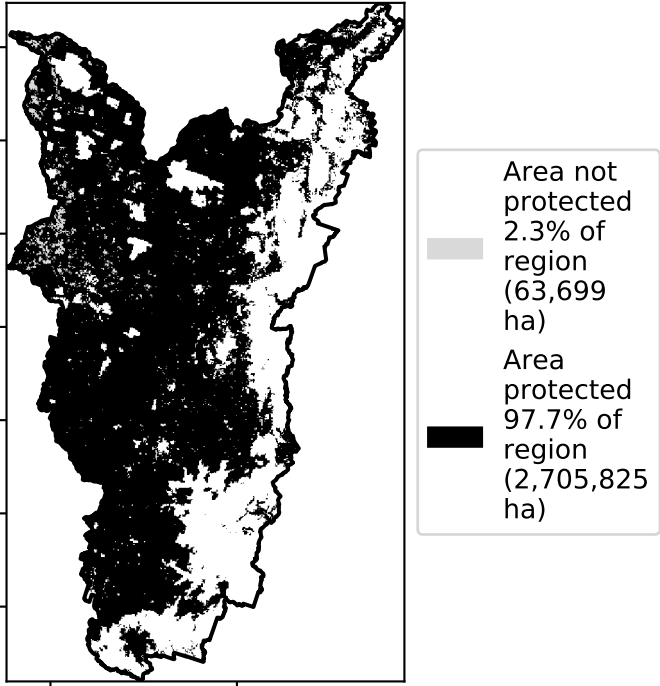 Area not
protected
2.3% of
region
(63,699
ha)
Area
protected
97.7% of
region
(2,705,825
ha)